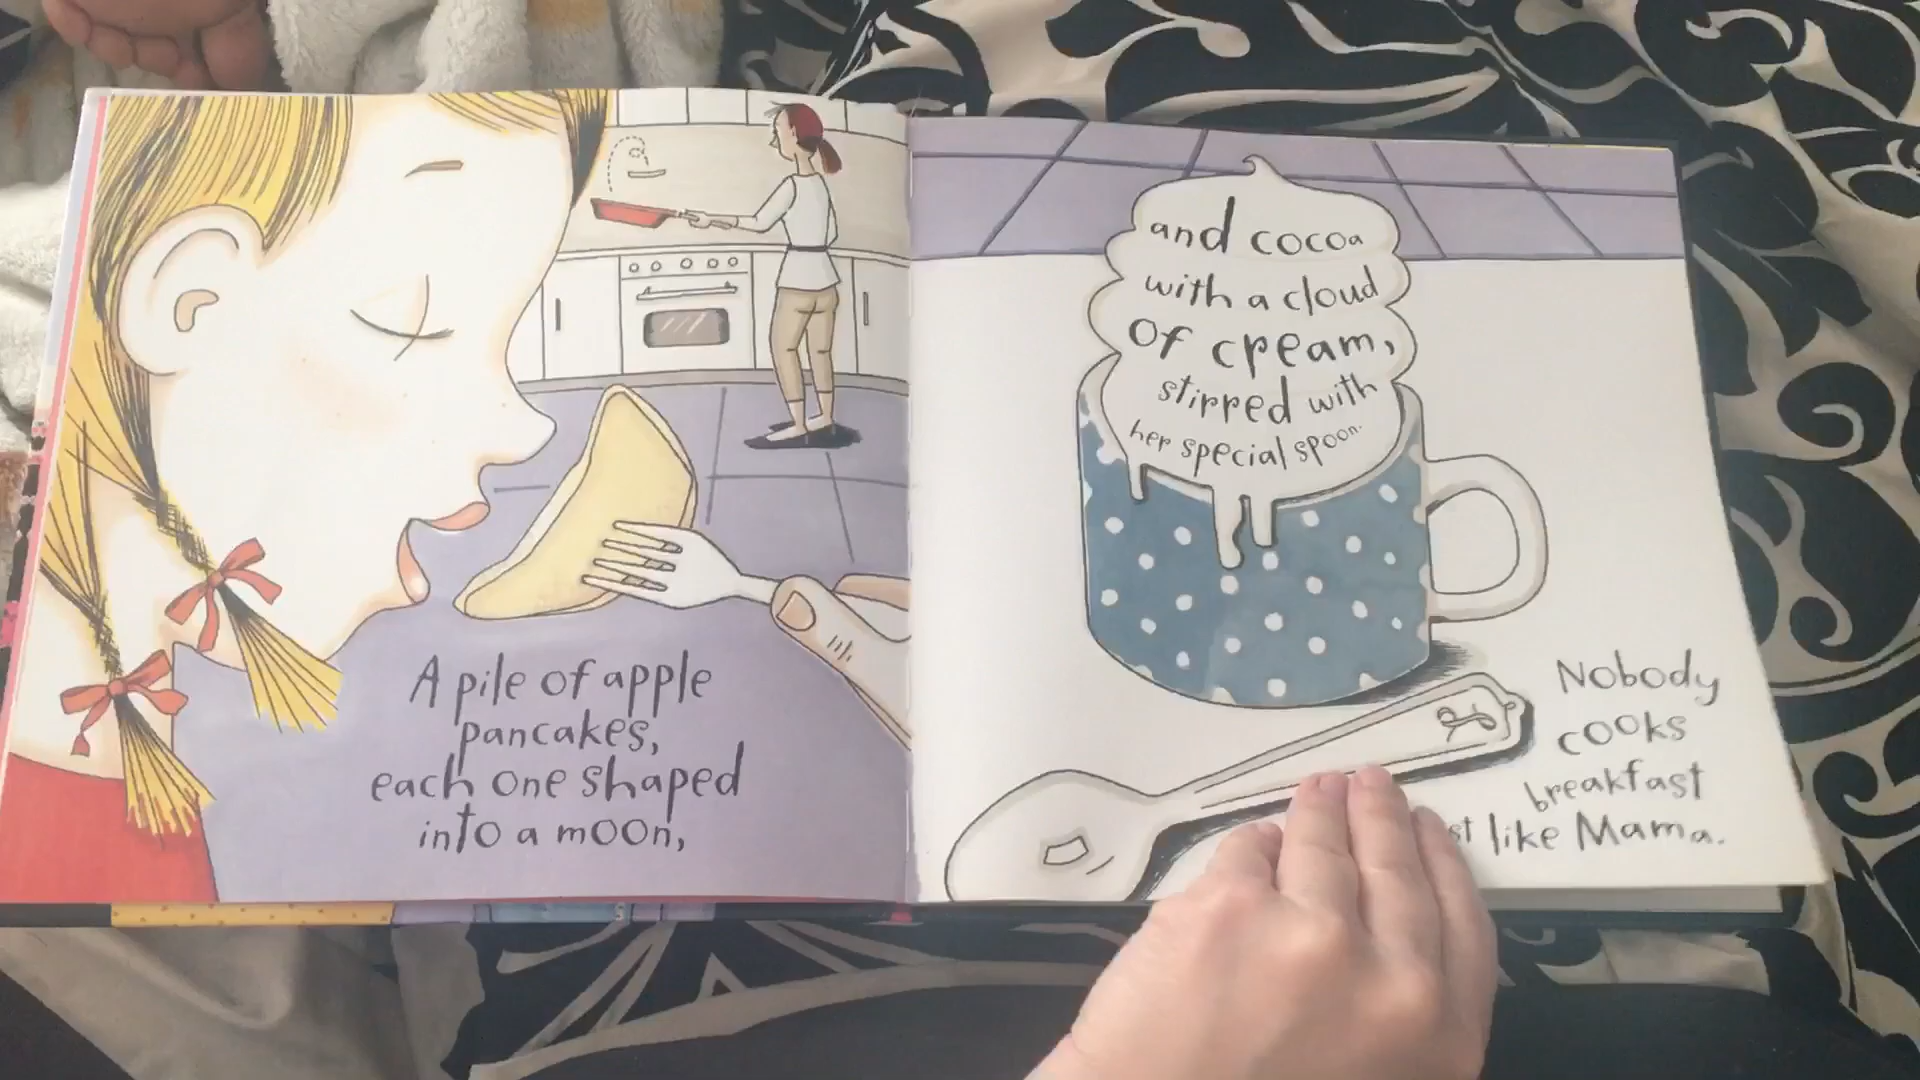 A pile of apple
pancakes,
each one shaped
into a moon,
and cocoa
with a cloud
of cream,
stirred with
her special spoon.
Nobody
cooks
breakfast
like Mama.